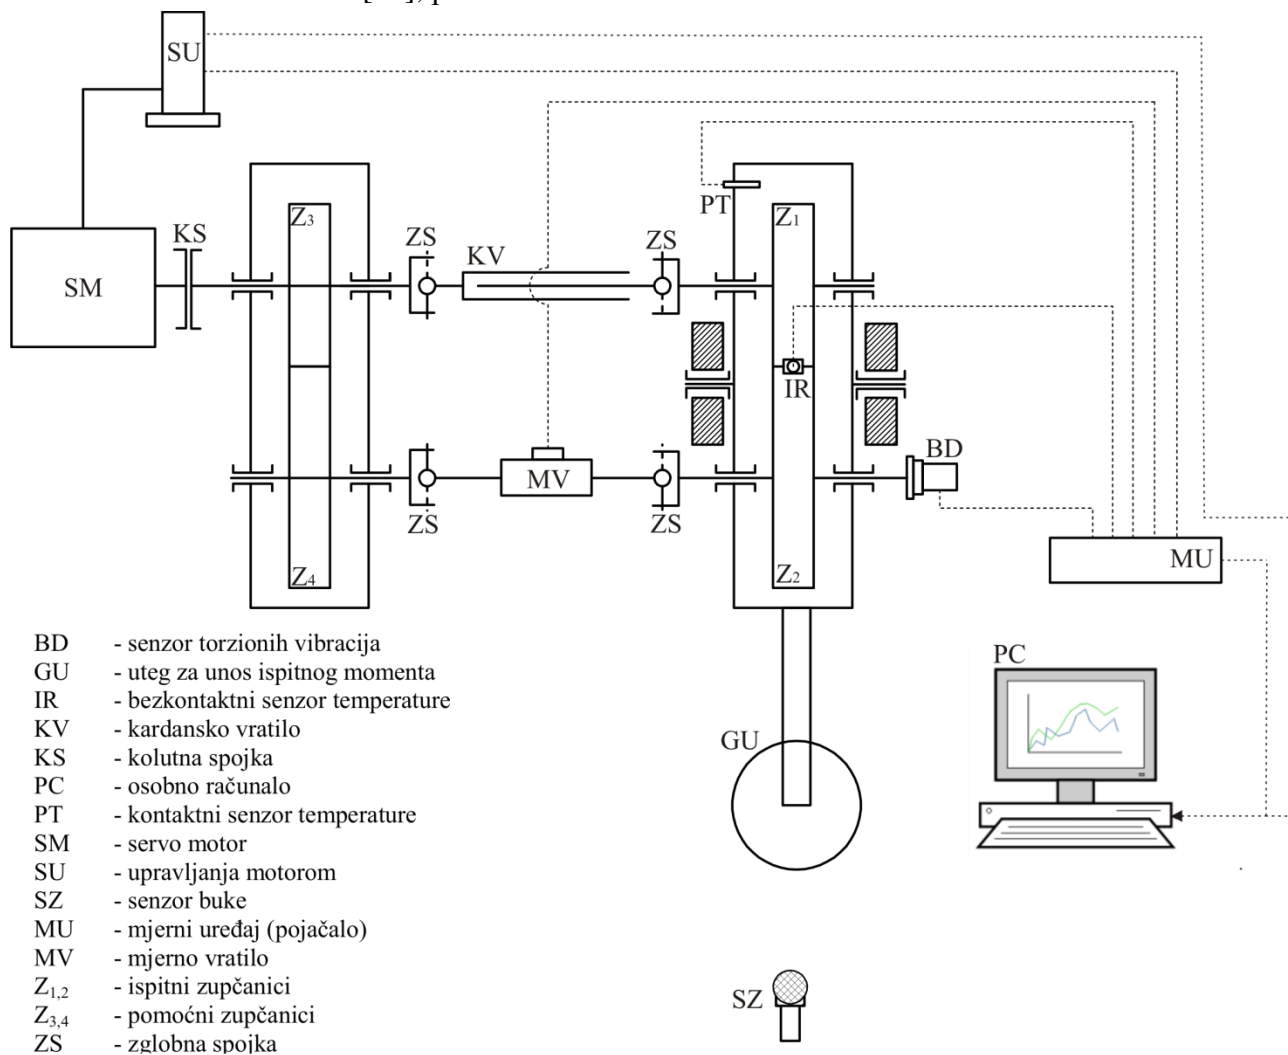 SU
KS
ZS
KV
ZS
PT
Z1
Z3
SM
IR
BD
MV
ZS
ZS
Z4
Z2
MU
BD - senzor torzionih vibracija
GU - uteg za unos ispitnog momenta
IR - bezkontaktni senzor temperature
KV - kardansko vratilo
KS - kolutna spojka
PC - osobno računalo
PT - kontaktni senzor temperature
SM - servo motor
SU - upravljanja motorom
SZ - senzor buke
MU - mjerni uređaj (pojačalo)
MV - mjerno vratilo
Z1,2 - ispitni zupčanici
Z3,4 - pomoćni zupčanici
ZS - zglobna spojka
PC
GU
SZ